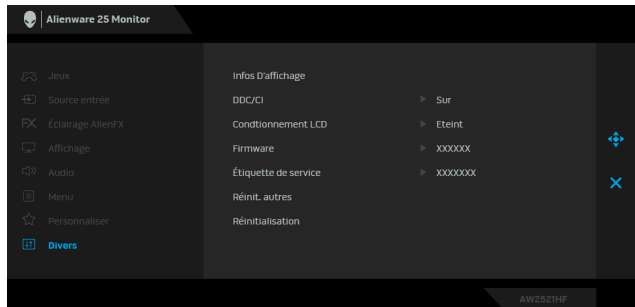 Alienware 25 Monitor
Jeux
Source entrée
FX Éclairage AlienFX
Affichage
Audio
Menu
Personnaliser
Divers
Infos D'affichage
DDC/CI Sur
Condtionnement LCD Eteint
Firmware XXXXXX
Étiquette de service XXXXXXX
Réinit. autres
Réinitialisation
AW2521HF